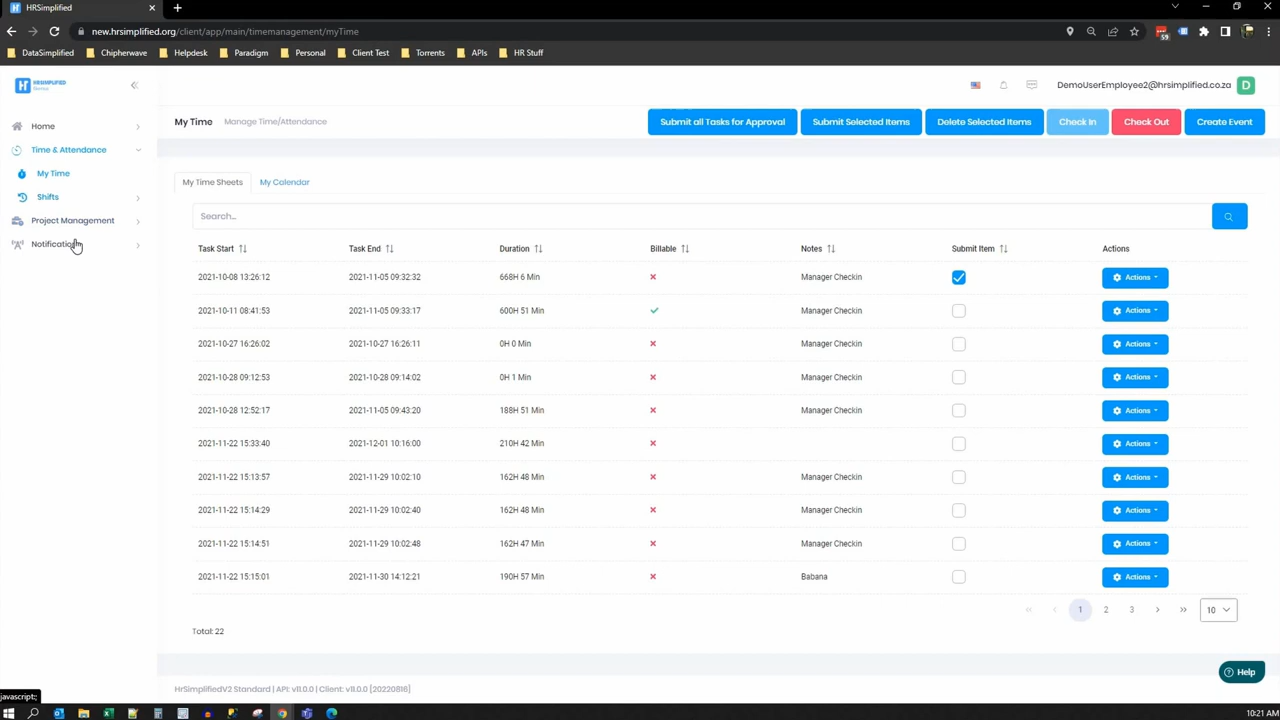 HRSimplified
new.hrsimplified.org/client/app/main/timemanagement/myTime
59
DataSimplified Chipherwave Helpdesk Paradigm Personal Client Test Torrents APIs HR Stuff
HRSIMPLIFIED
DemoUserEmployee2@hrsimplified.co.za D
Home
Time & Attendance
My Time
Shifts
Project Management
Notification
My Time Manage Time/Attendance Submit all Tasks for Approval Submit Selected Items Delete Selected Items Check In Check Out Create Event
My Time Sheets My Calendar
Search...
Task Start Task End Duration Billable Notes Submit Item Actions
2021-10-08 13:26:12 2021-11-05 09:32:32 668H 6 Min Manager Checkin Actions
2021-10-11 08:41:53 2021-11-05 09:33:17 600H 51 Min Manager Checkin Actions
2021-10-27 16:26:02 2021-10-27 16:26:11 0H 0 Min Manager Checkin Actions
2021-10-28 09:12:53 2021-10-28 09:14:02 0H 1 Min Manager Checkin Actions
2021-10-28 12:52:17 2021-11-05 09:43:20 188H 51 Min Manager Checkin Actions
2021-11-22 15:33:40 2021-12-01 10:16:00 210H 42 Min Actions
2021-11-22 15:13:57 2021-11-29 10:02:10 162H 48 Min Manager Checkin Actions
2021-11-22 15:14:29 2021-11-29 10:02:40 162H 48 Min Manager Checkin Actions
2021-11-22 15:14:51 2021-11-29 10:02:48 162H 47 Min Manager Checkin Actions
2021-11-22 15:15:01 2021-11-30 14:12:21 190H 57 Min Babana Actions
1 2 3 10
Total: 22
Help
HrSimplifiedV2 Standard | API: v11.0.0 | Client: v11.0.0 [20220816]
javascript:;
10:21 AM